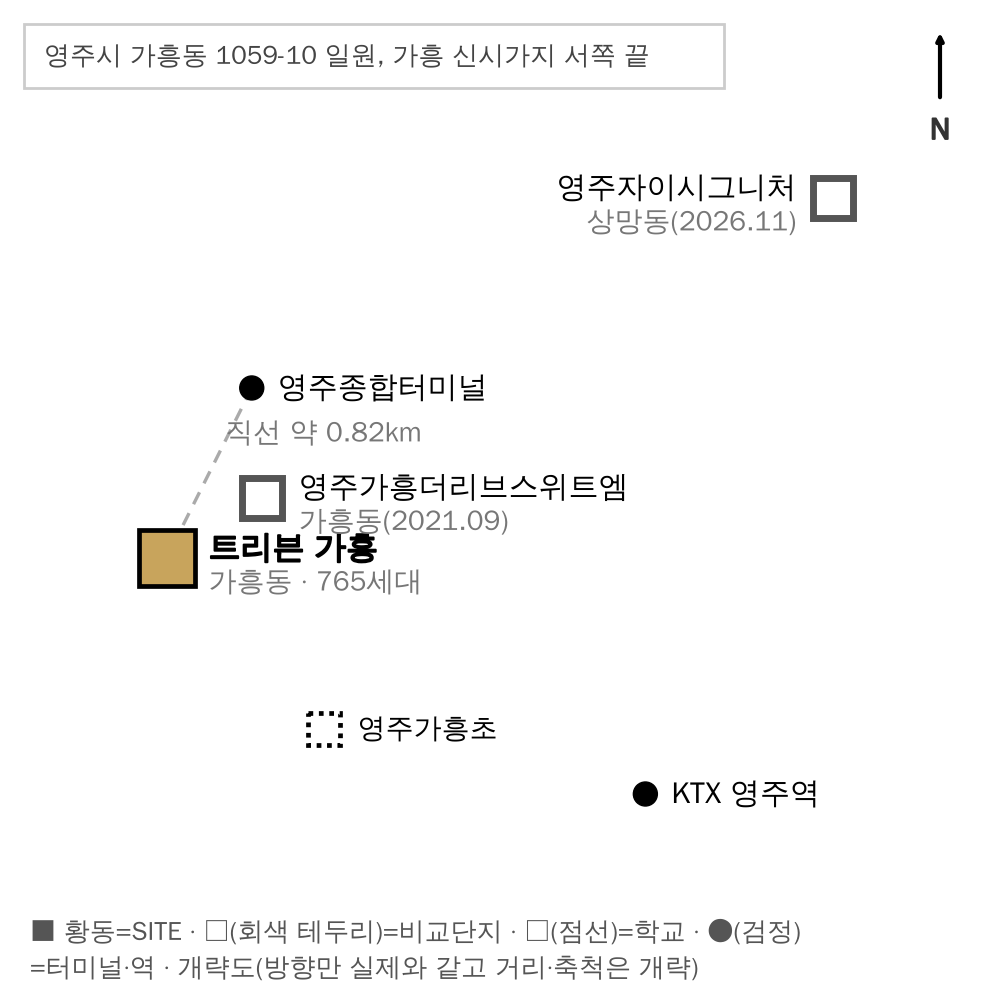 영주시 가흥동 1059-10 일원, 가흥 신시가지 서쪽 끝
N
영주자이시그니처
상망동(2026.11)
영주종합터미널
직선 약 0.82km
영주가흥더리브스위트엠
가흥동(2021.09)
트리븐 가흥
가흥동 · 765세대
영주가흥초
KTX 영주역
■ 황동=SITE · □(회색 테두리)=비교단지 · □(점선)=학교 · ●(검정)
=터미널·역 · 개략도(방향만 실제와 같고 거리·축척은 개략)